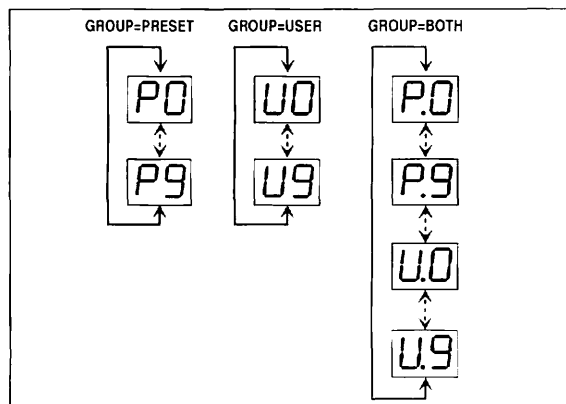 GROUP=PRESET GROUP=USER GROUP=BOTH
P0 U0 P.0
P9 U9 P.9
U.0
U.9